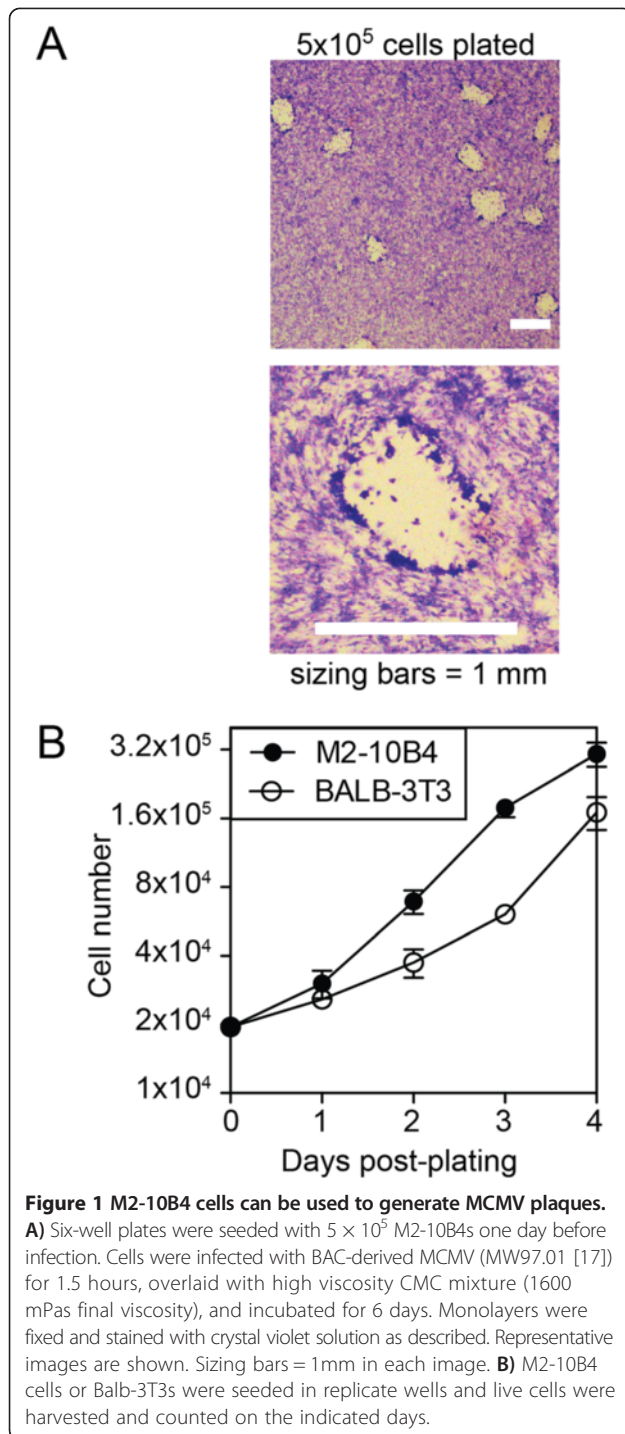 A
5x10⁵ cells plated
sizing bars = 1 mm
B
3.2x10⁵
1.6x10⁵
8x10⁴
4x10⁴
2x10⁴
1x10⁴
Cell number
M2-10B4
BALB-3T3
0 1 2 3 4
Days post-plating
Figure 1 M2-10B4 cells can be used to generate MCMV plaques.
A) Six-well plates were seeded with 5 × 10⁵ M2-10B4s one day before
infection. Cells were infected with BAC-derived MCMV (MW97.01 [17])
for 1.5 hours, overlaid with high viscosity CMC mixture (1600
mPas final viscosity), and incubated for 6 days. Monolayers were
fixed and stained with crystal violet solution as described. Representative
images are shown. Sizing bars = 1mm in each image. B) M2-10B4
cells or Balb-3T3s were seeded in replicate wells and live cells were
harvested and counted on the indicated days.